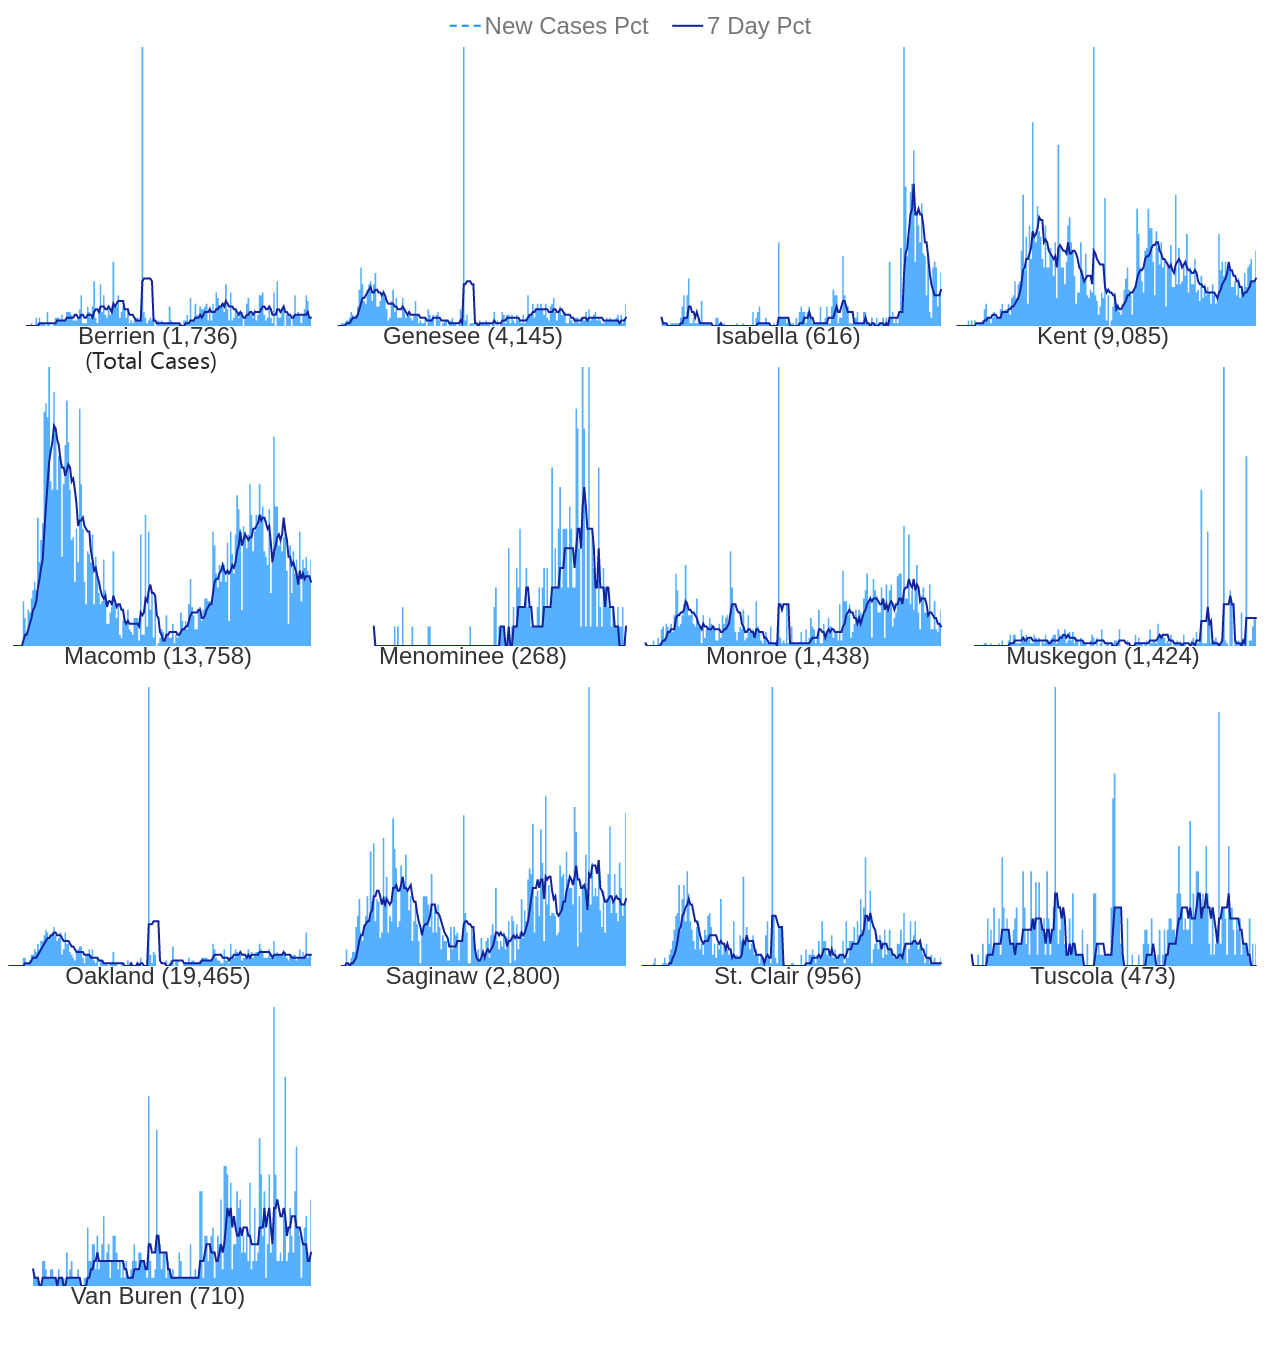 New Cases Pct 7 Day Pct
Berrien (1,736) Genesee (4,145) Isabella (616) Kent (9,085)
(Total Cases)
Macomb (13,758) Menominee (268) Monroe (1,438) Muskegon (1,424)
Oakland (19,465) Saginaw (2,800) St. Clair (956) Tuscola (473)
Van Buren (710)